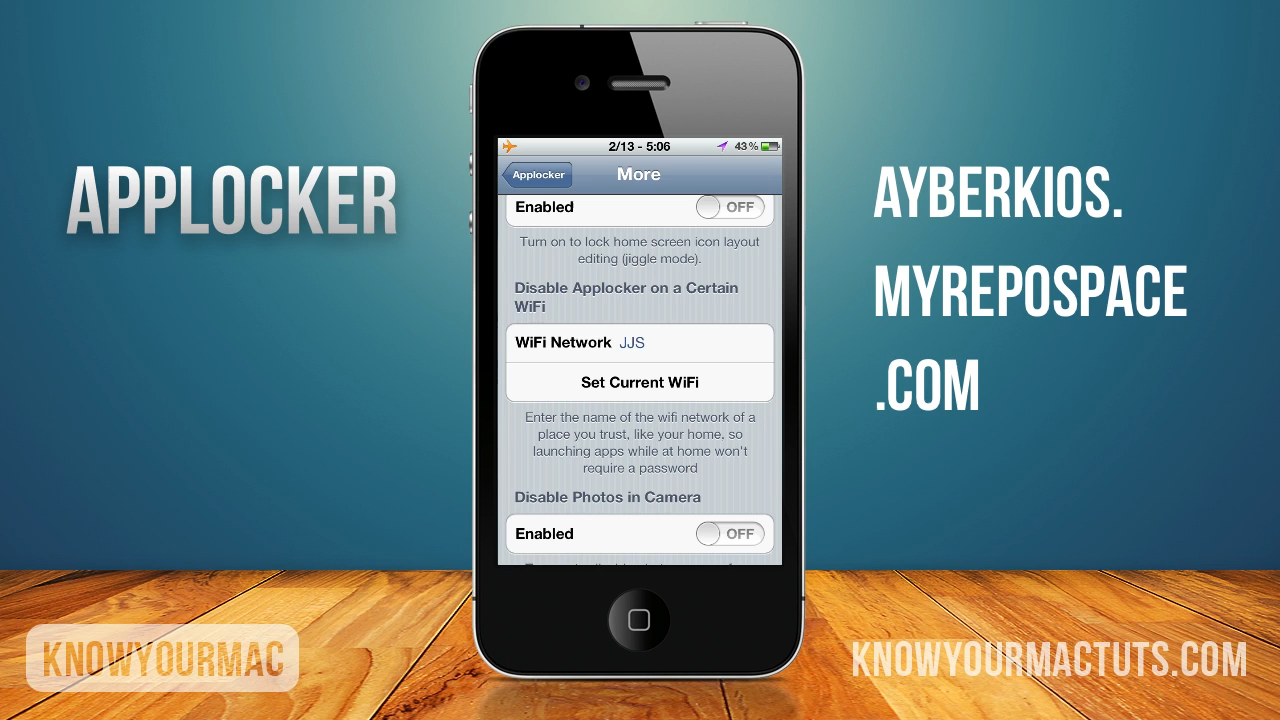 APPLOCKER
2/13 - 5:06
43%
Applocker
More
Enabled
OFF
Turn on to lock home screen icon layout
editing (jiggle mode).
Disable Applocker on a Certain
WiFi
WiFi Network JJS
Set Current WiFi
Enter the name of the wifi network of a
place you trust, like your home, so
launching apps while at home won't
require a password
Disable Photos in Camera
Enabled
OFF
AYBERKIOS.
MYREPOSPACE
.COM
KNOWYOURMAC
KNOWYOURMACTUTS.COM